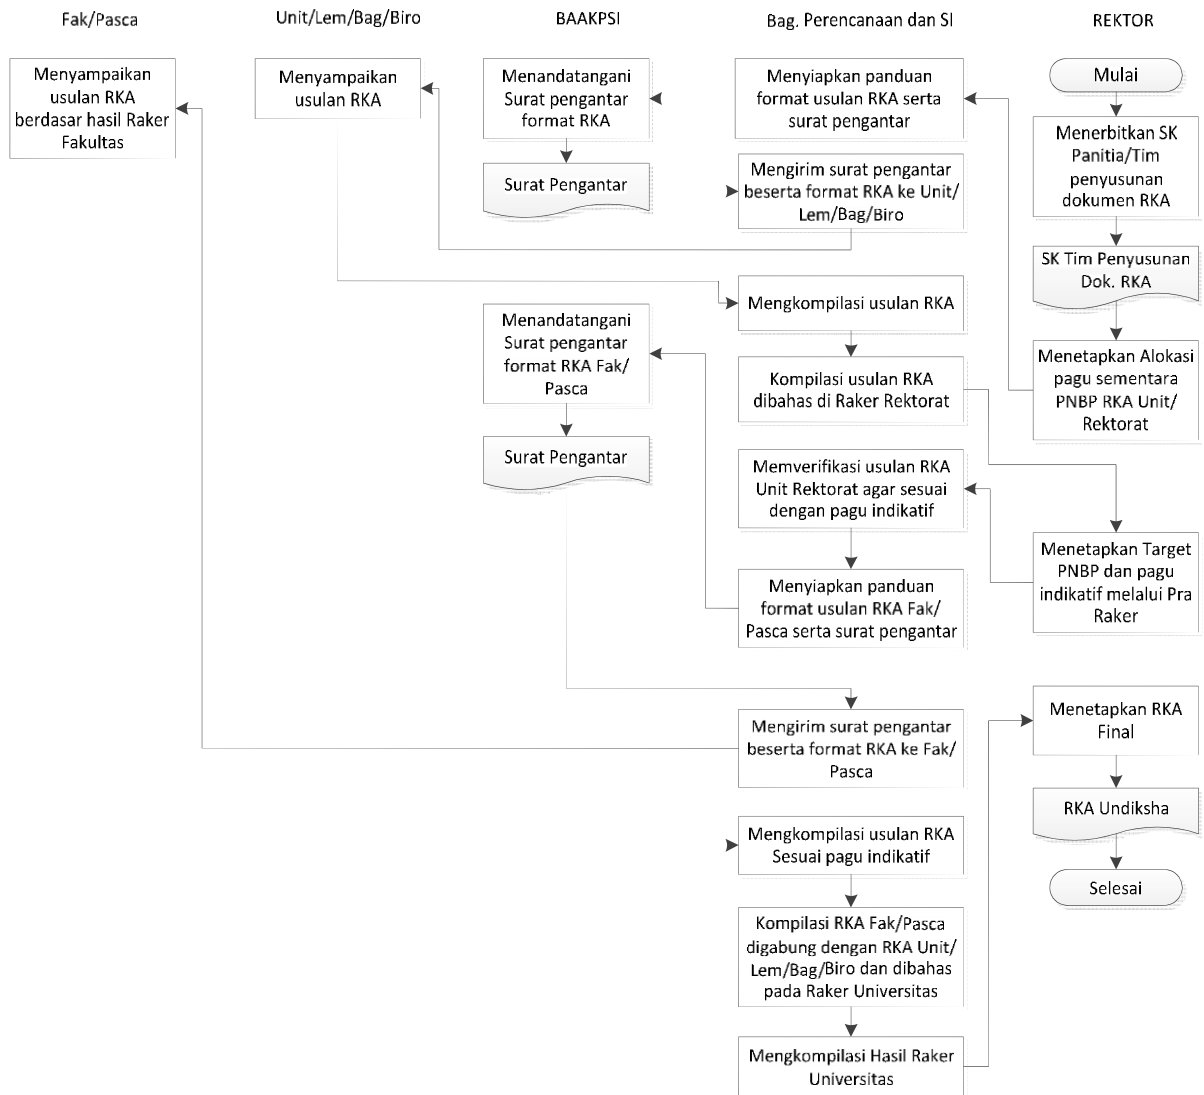 Fak/Pasca
Unit/Lem/Bag/Biro
BAAKPSI
Bag. Perencanaan dan SI
REKTOR
Menyampaikan
usulan RKA
berdasar hasil Raker
Fakultas
Menyampaikan
usulan RKA
Menandatangani
Surat pengantar
format RKA
Surat Pengantar
Menandatangani
Surat pengantar
format RKA Fak/
Pasca
Surat Pengantar
Menyiapkan panduan
format usulan RKA serta
surat pengantar
Mengirim surat pengantar
beserta format RKA ke Unit/
Lem/Bag/Biro
Mengkompilasi usulan RKA
Kompilasi usulan RKA
dibahas di Raker Rektorat
Memverifikasi usulan RKA
Unit Rektorat agar sesuai
dengan pagu indikatif
Menyiapkan panduan
format usulan RKA Fak/
Pasca serta surat pengantar
Mengirim surat pengantar
beserta format RKA ke Fak/
Pasca
Mengkompilasi usulan RKA
Sesuai pagu indikatif
Kompilasi RKA Fak/Pasca
digabung dengan RKA Unit/
Lem/Bag/Biro dan dibahas
pada Raker Universitas
Mengkompilasi Hasil Raker
Universitas
Mulai
Menerbitkan SK
Panitia/Tim
penyusunan
dokumen RKA
SK Tim Penyusunan
Dok. RKA
Menetapkan Alokasi
pagu sementara
PNBP RKA Unit/
Rektorat
Menetapkan Target
PNBP dan pagu
indikatif melalui Pra
Raker
Menetapkan RKA
Final
RKA Undiksha
Selesai